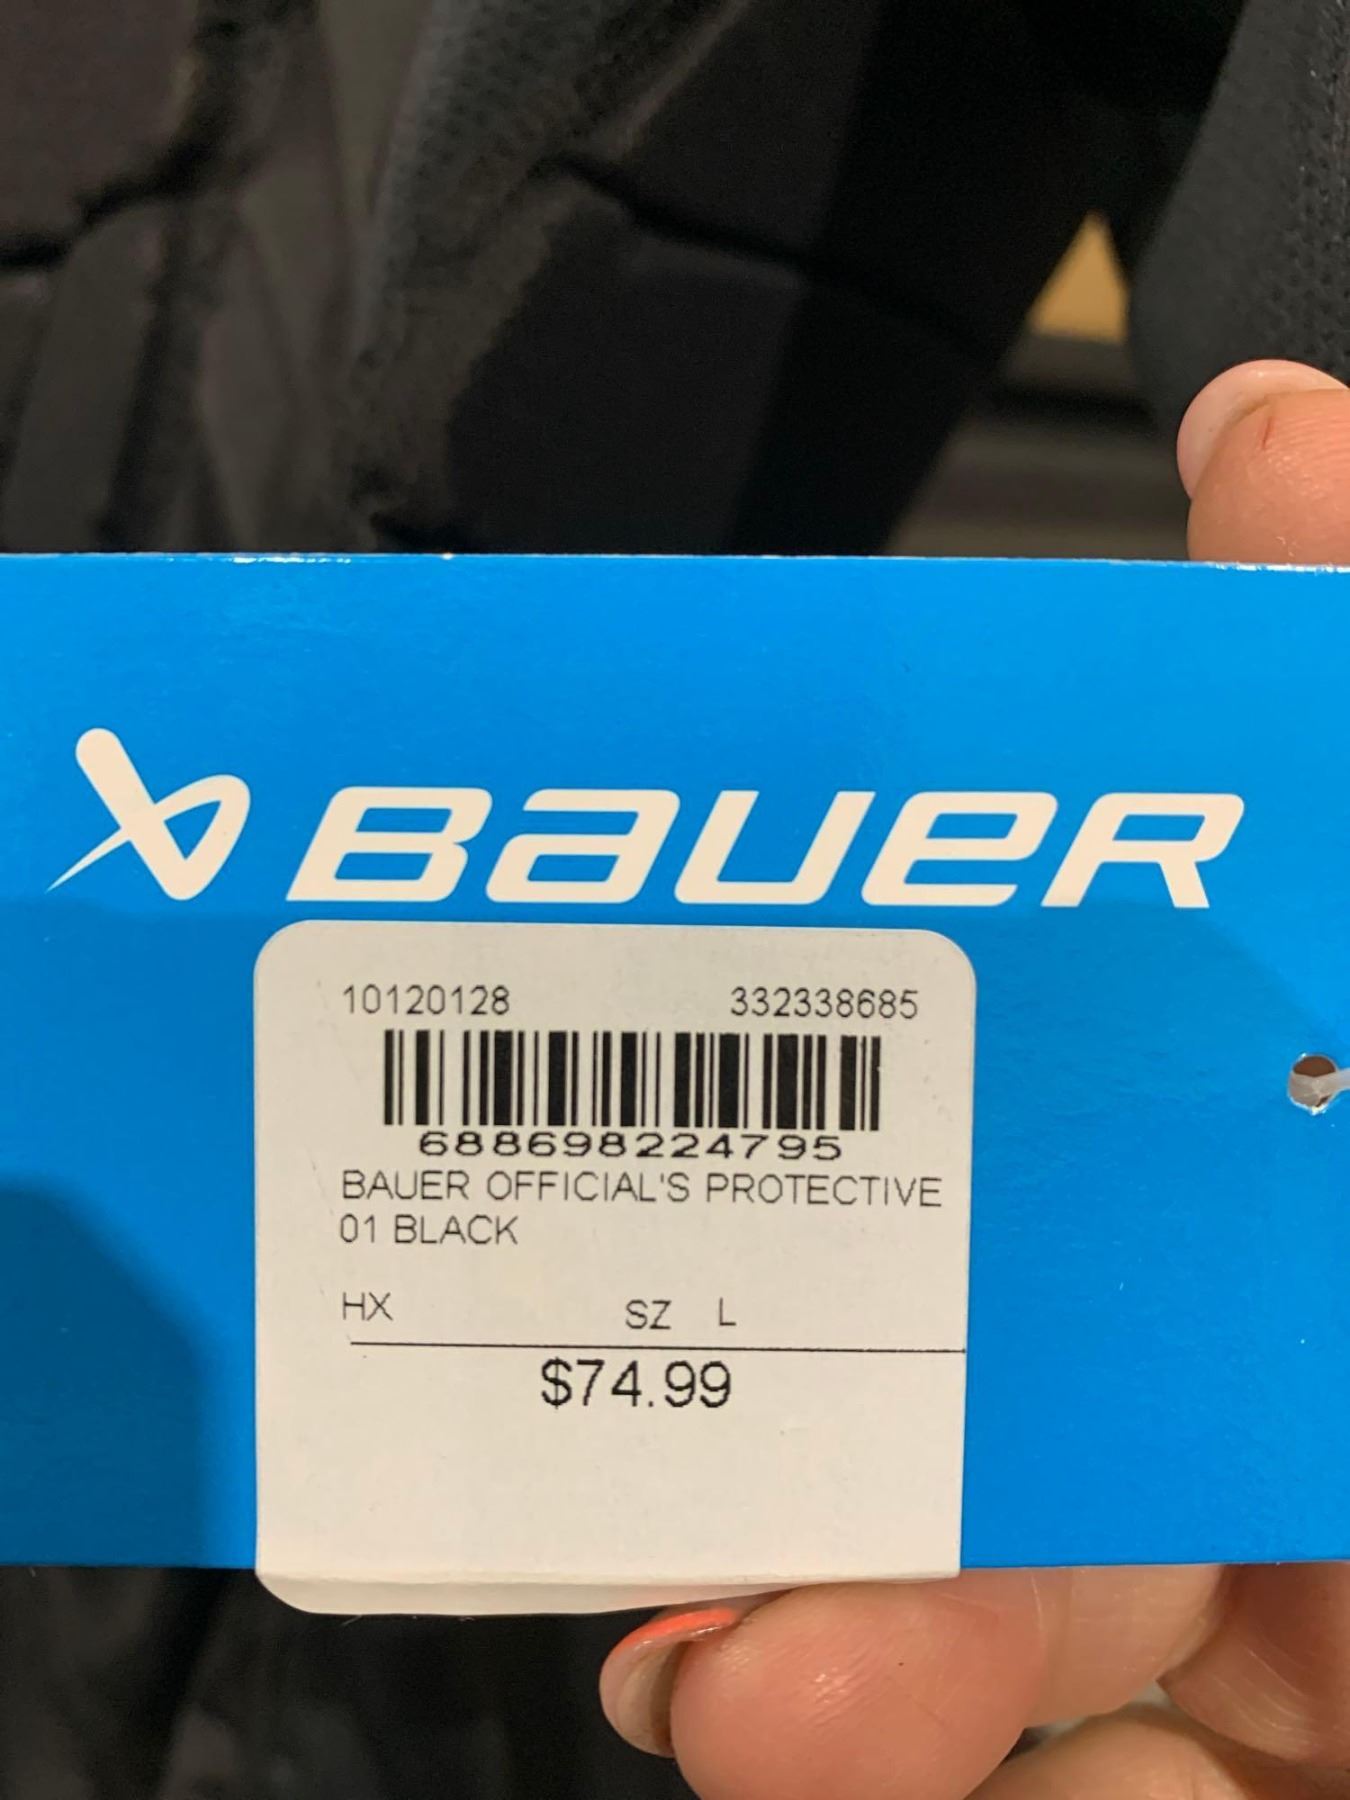 BAUER
10120128 332338685
688698224795
BAUER OFFICIAL'S PROTECTIVE
01 BLACK
HX SZ L
$74.99